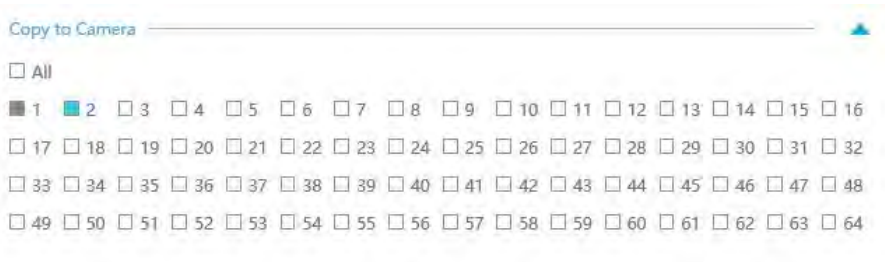 Copy to Camera
All
1 2 3 4 5 6 7 8 9 10 11 12 13 14 15 16
17 18 19 20 21 22 23 24 25 26 27 28 29 30 31 32
33 34 35 36 37 38 39 40 41 42 43 44 45 46 47 48
49 50 51 52 53 54 55 56 57 58 59 60 61 62 63 64